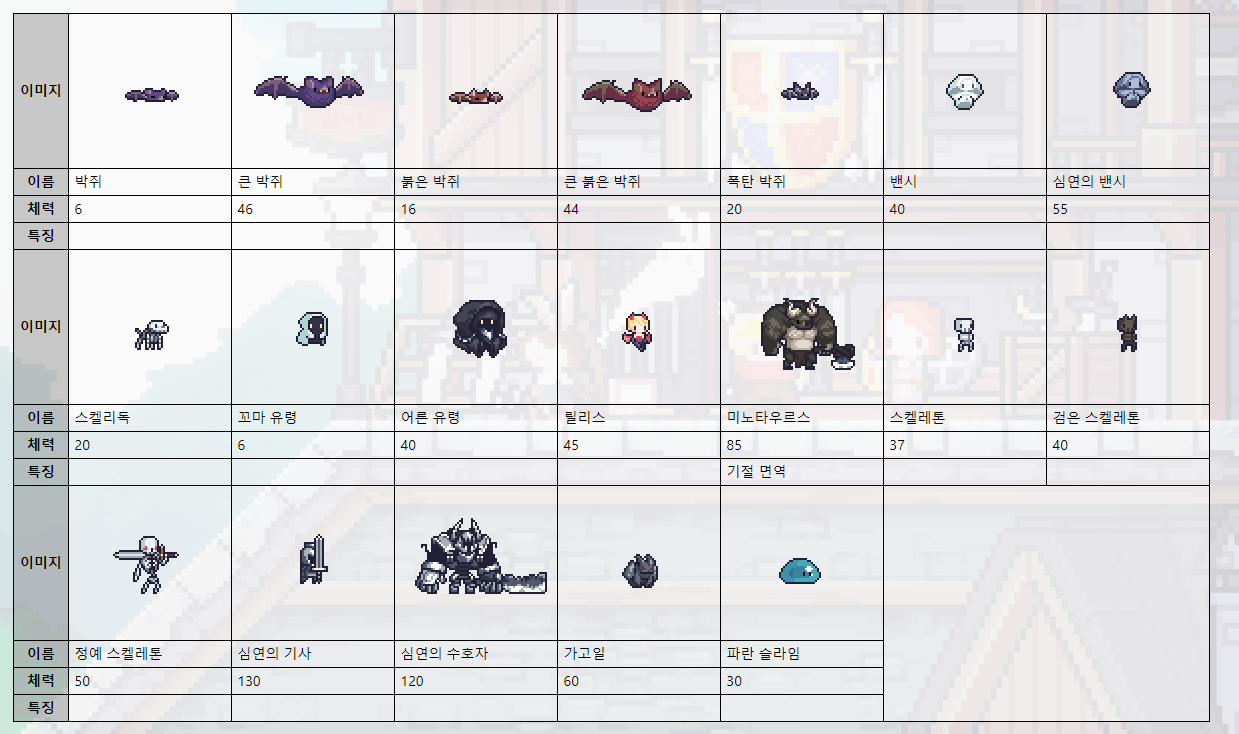 이미지
이름 박쥐 큰 박쥐 붉은 박쥐 큰 붉은 박쥐 폭탄 박쥐 밴시 심연의 밴시
체력 6 46 16 44 20 40 55
특징
이미지
이름 스켈리독 꼬마 유령 어른 유령 릴리스 미노타우르스 스켈레톤 검은 스켈레톤
체력 20 6 40 45 85 37 40
특징 기절 면역
이미지
이름 정예 스켈레톤 심연의 기사 심연의 수호자 가고일 파란 슬라임
체력 50 130 120 60 30
특징